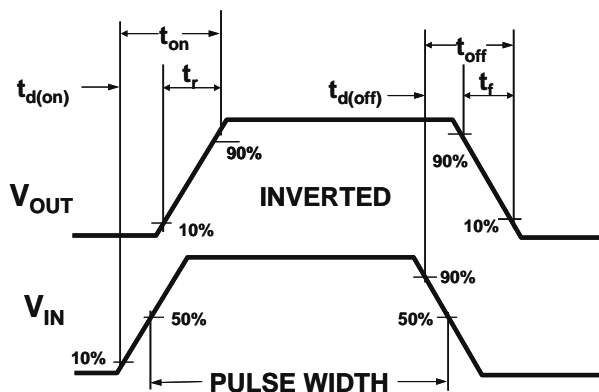 t_on
t_off
t_r
t_f
t_d(on)
t_d(off)
90%
90%
V_OUT
INVERTED
10%
10%
90%
V_IN
50%
50%
10%
PULSE WIDTH